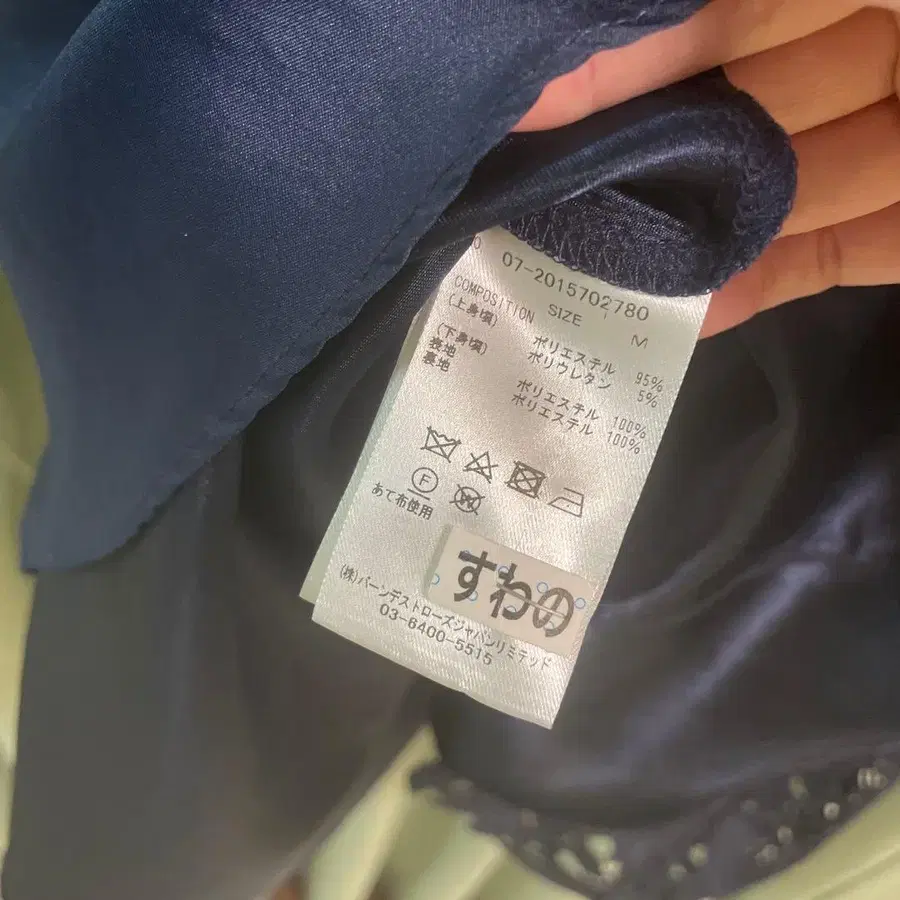 0 07-2015702780
COMPOSITION SIZE M
(上身頃) ポリエステル 95%
ポリウレタン 5%
(下身頃)
表地 ポリエステル 100%
裏地 ポリエステル 100%
F W
あて布使用
すわの
(株)バーンデストローズジャパンリミテッド
03-6400-5515